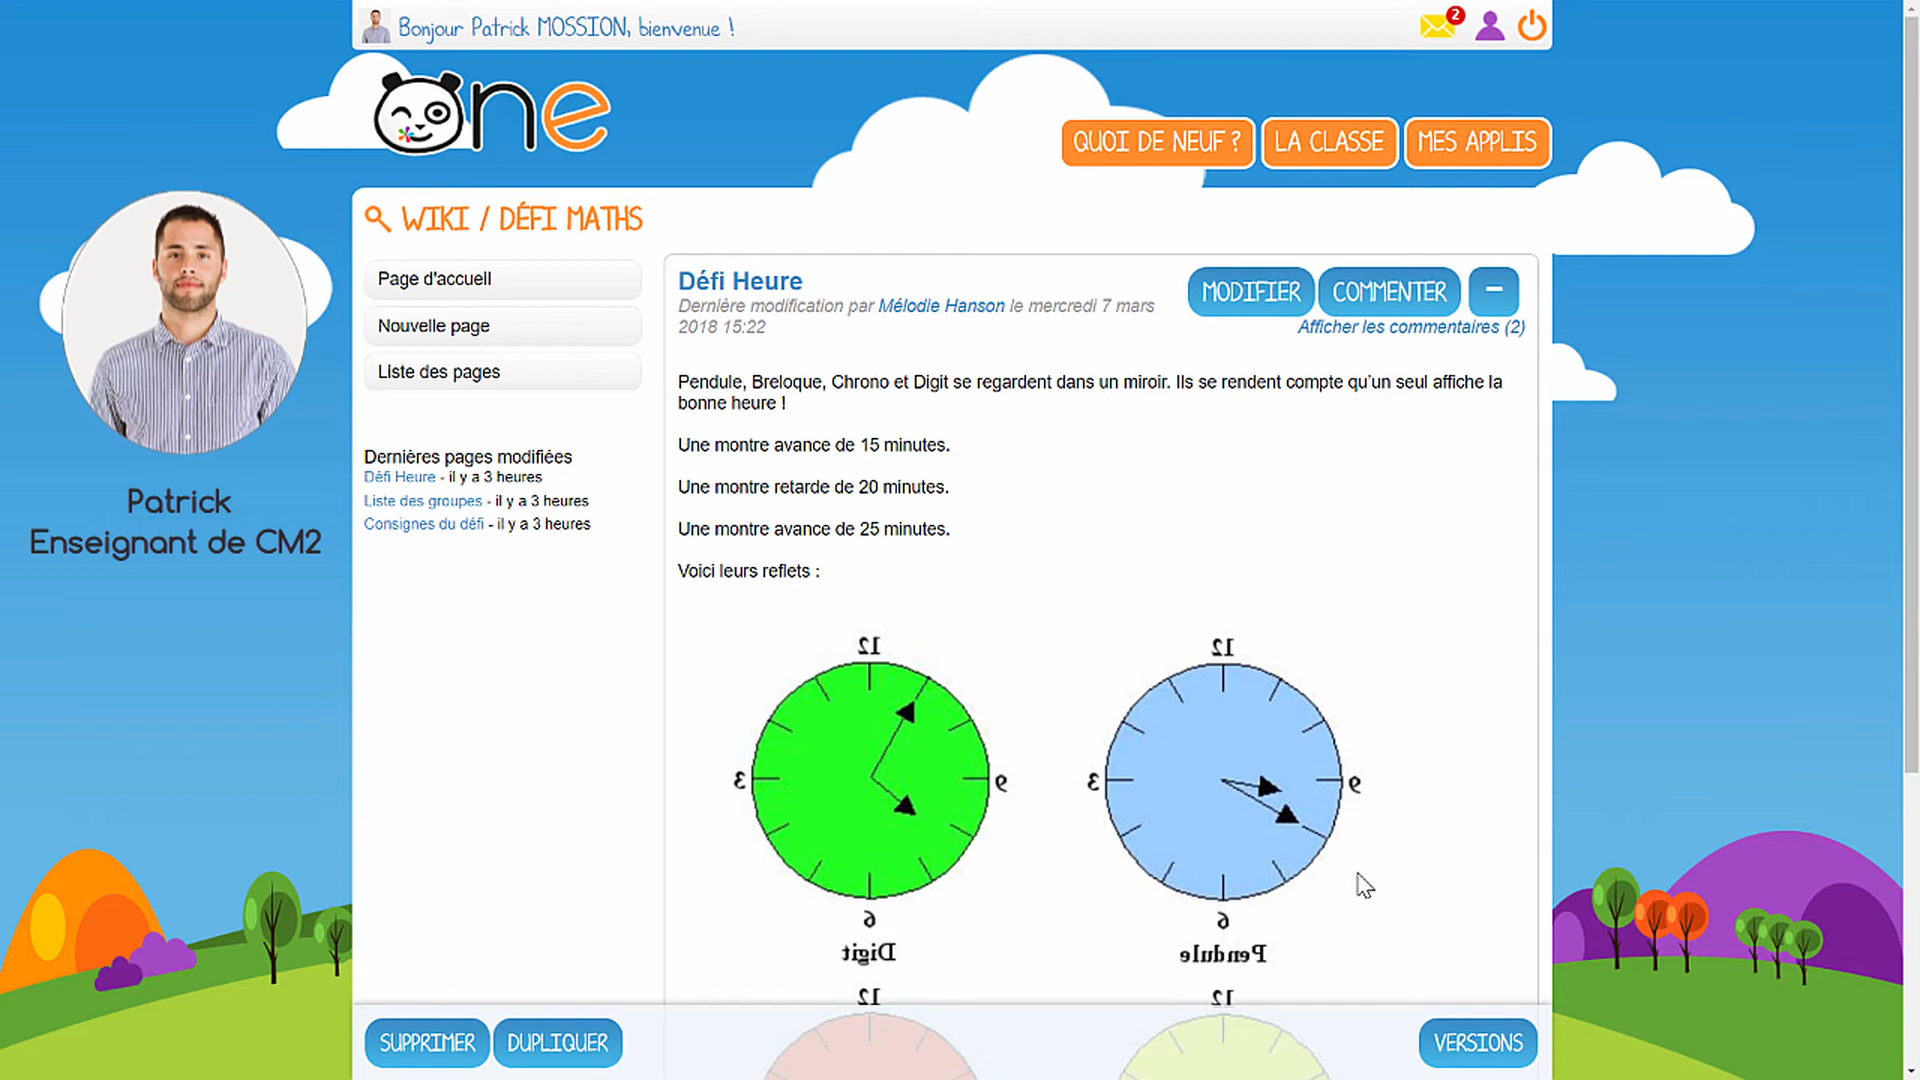 Bonjour Patrick MOSSION, bienvenue !
2
one
QUOI DE NEUF ?
LA CLASSE
MES APPLIS
WIKI / DÉFI MATHS
Page d'accueil
Nouvelle page
Liste des pages
Dernières pages modifiées
Défi Heure - il y a 3 heures
Liste des groupes - il y a 3 heures
Consignes du défi - il y a 3 heures
Patrick
Enseignant de CM2
Défi Heure
Dernière modification par Mélodie Hanson le mercredi 7 mars
2018 15:22
MODIFIER
COMMENTER
Afficher les commentaires (2)
Pendule, Breloque, Chrono et Digit se regardent dans un miroir. Ils se rendent compte qu'un seul affiche la
bonne heure !
Une montre avance de 15 minutes.
Une montre retarde de 20 minutes.
Une montre avance de 25 minutes.
Voici leurs reflets :
12
3
9
6
Digit
12
3
9
6
Pendule
12
12
SUPPRIMER
DUPLIQUER
VERSIONS